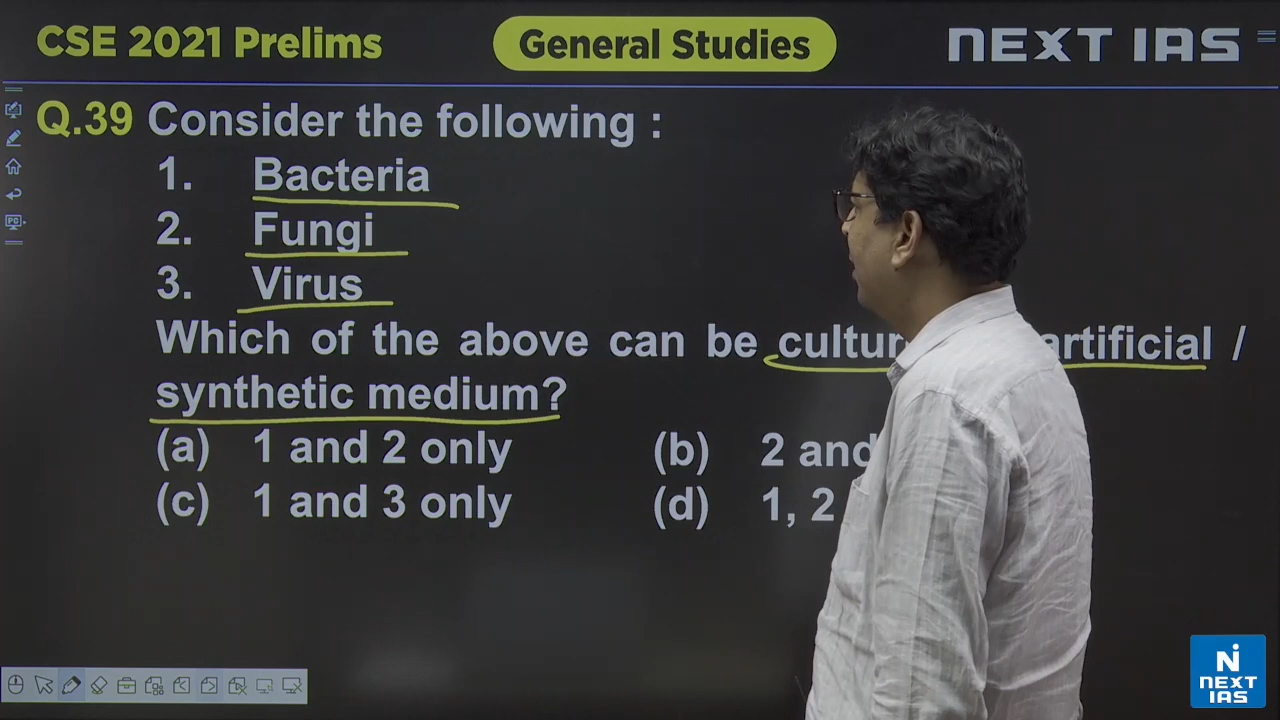 CSE 2021 Prelims General Studies NEXT IAS
Q.39 Consider the following :
1. Bacteria
2. Fungi
3. Virus
Which of the above can be artificial /
synthetic medium?
(a) 1 and 2 only (b) 2 and
(c) 1 and 3 only (d) 1, 2
N
NEXT
IAS